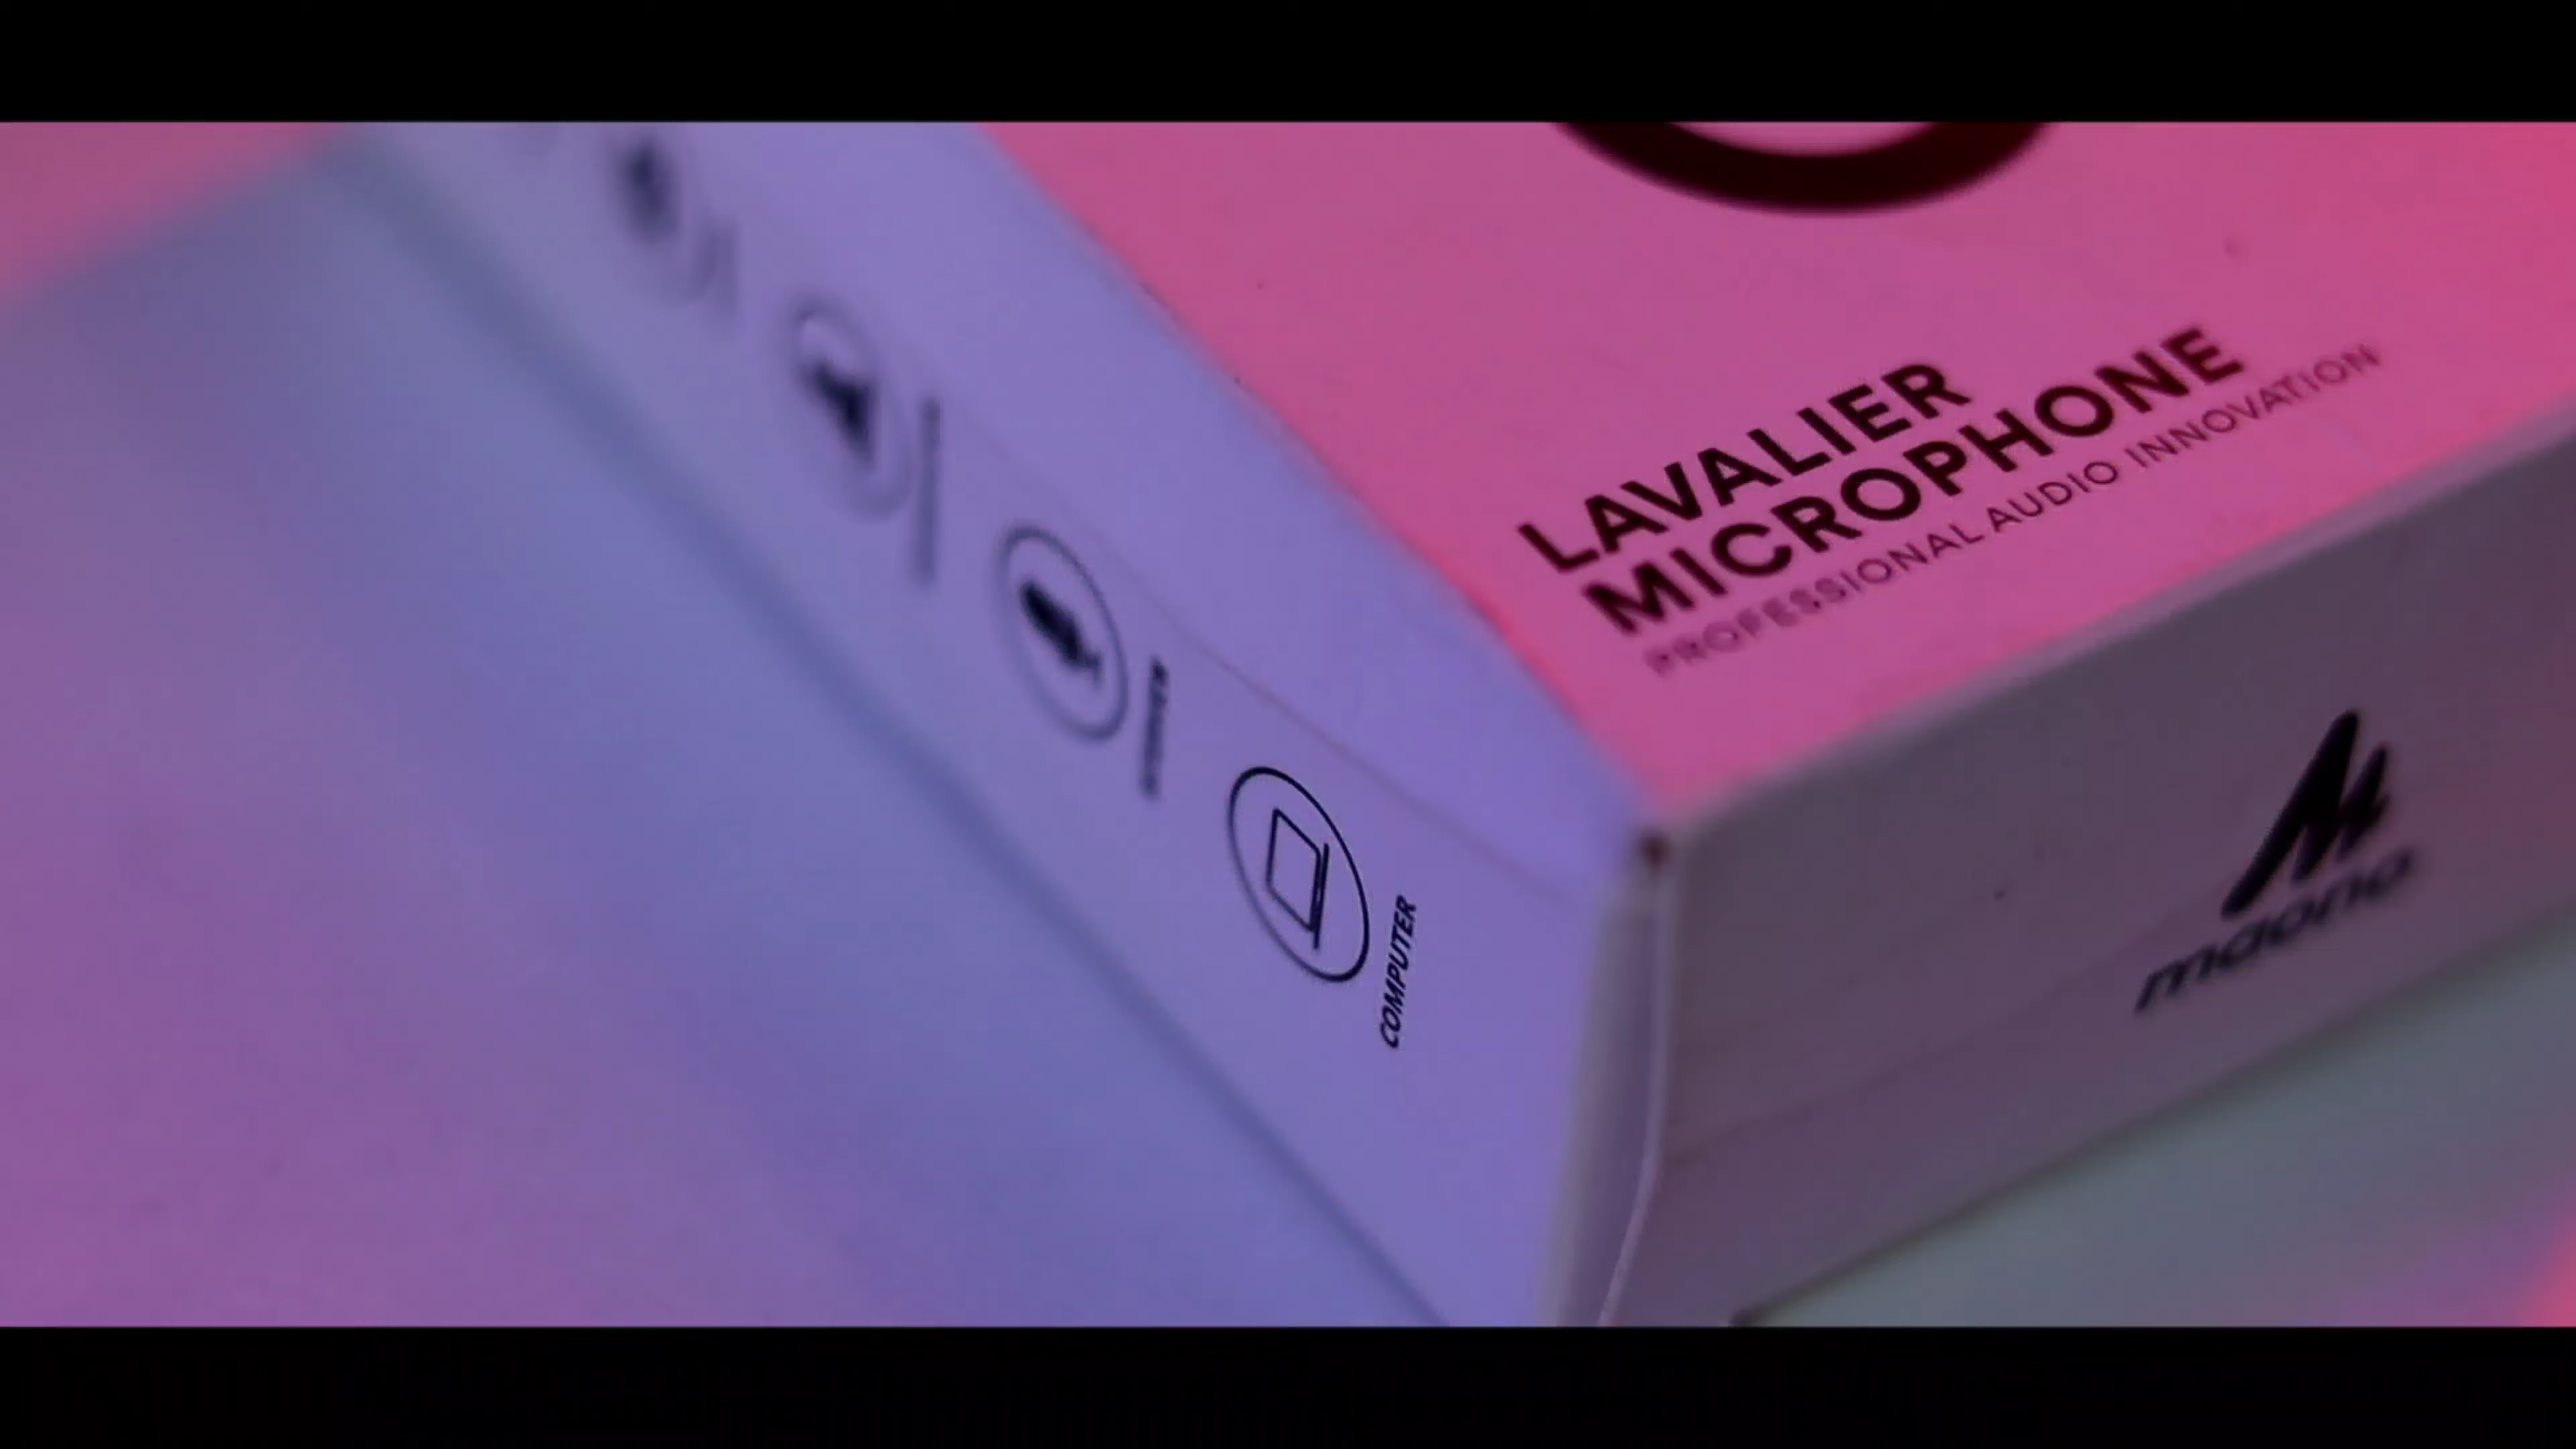 LAVALIER
MICROPHONE
PROFESSIONAL AUDIO INNOVATION
COMPUTER
maono